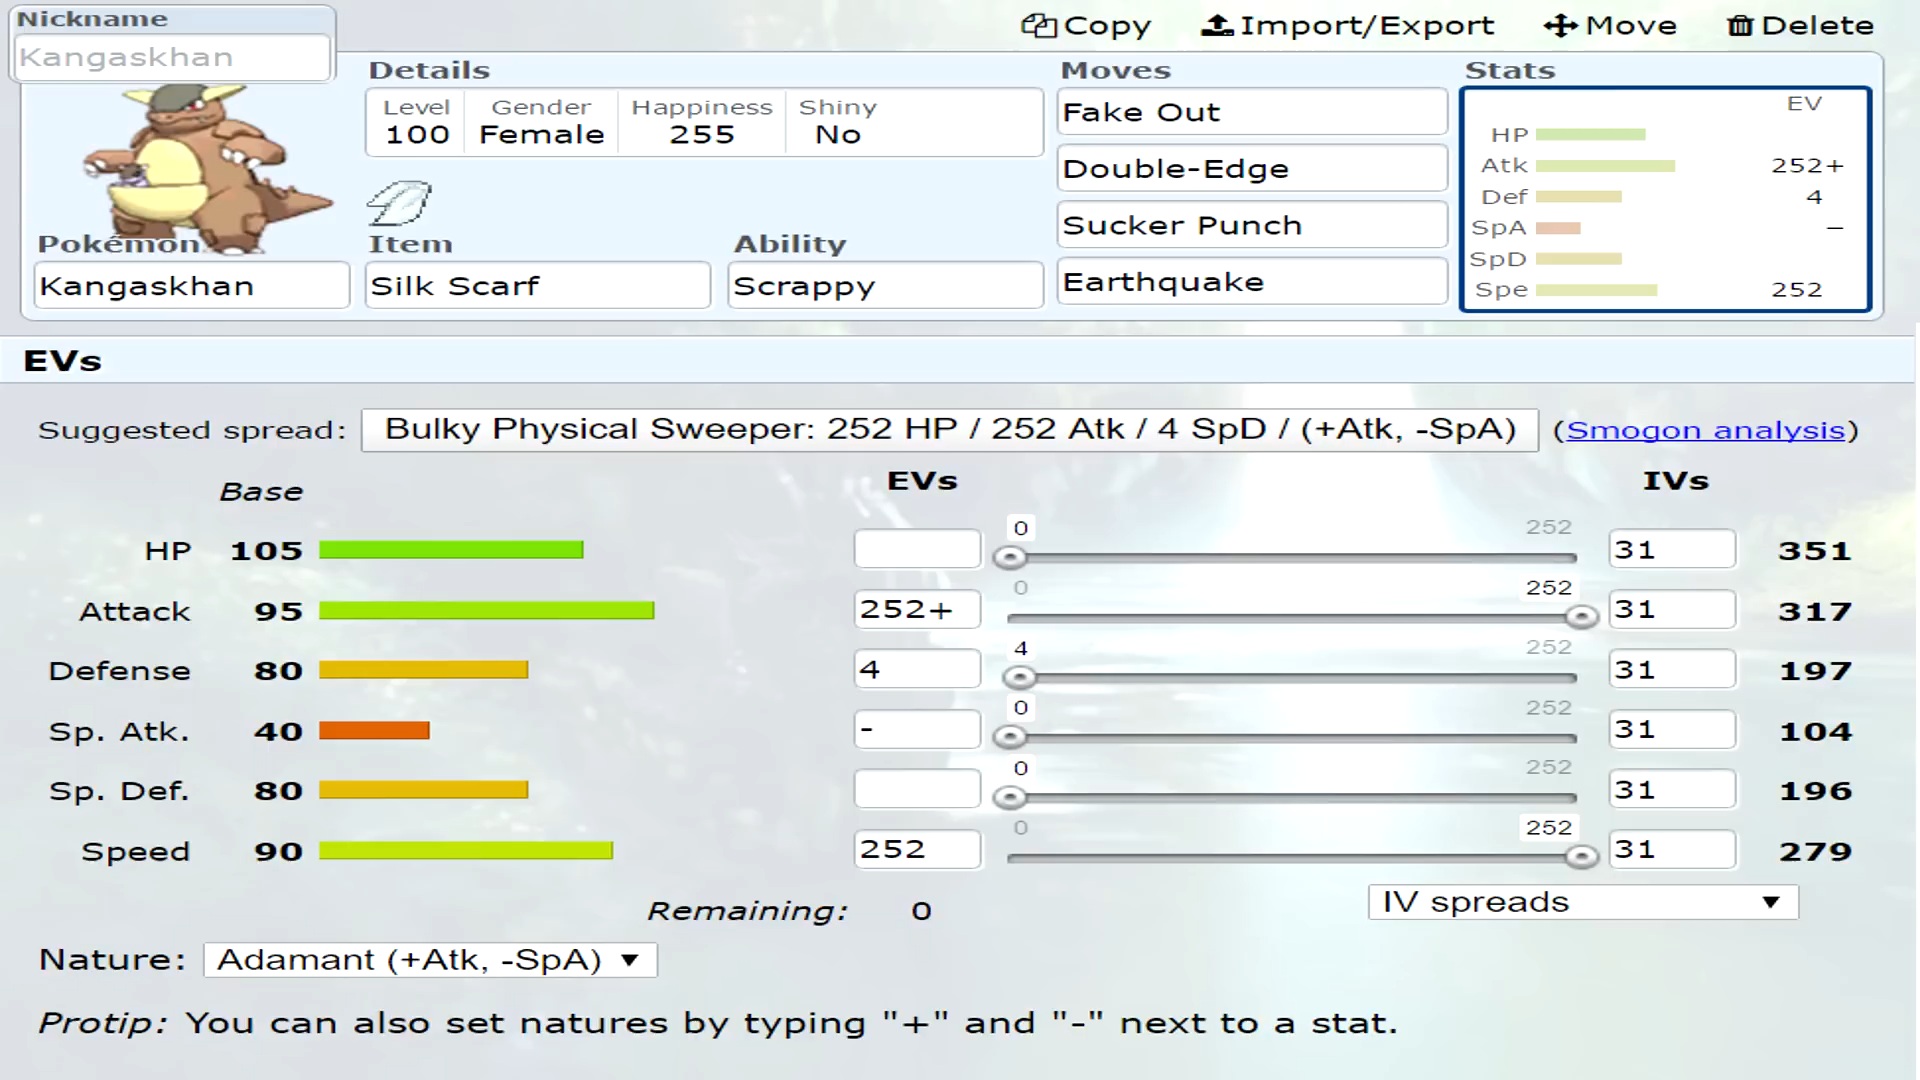 Nickname
Kangaskhan
Copy Import/Export Move Delete
Details
Level Gender Happiness Shiny
100 Female 255 No
Pokémon Item Ability
Kangaskhan Silk Scarf Scrappy
Moves
Fake Out
Double-Edge
Sucker Punch
Earthquake
Stats
EV
HP
Atk 252+
Def 4
SpA −
SpD
Spe 252
EVs
Suggested spread: Bulky Physical Sweeper: 252 HP / 252 Atk / 4 SpD / (+Atk, -SpA) (Smogon analysis)
Base EVs IVs
HP 105 0 252 31 351
Attack 95 252+ 0 252 31 317
Defense 80 4 4 252 31 197
Sp. Atk. 40 - 0 252 31 104
Sp. Def. 80 0 252 31 196
Speed 90 252 0 252 31 279
Remaining: 0 IV spreads
Nature: Adamant (+Atk, -SpA)
Protip: You can also set natures by typing "+" and "-" next to a stat.